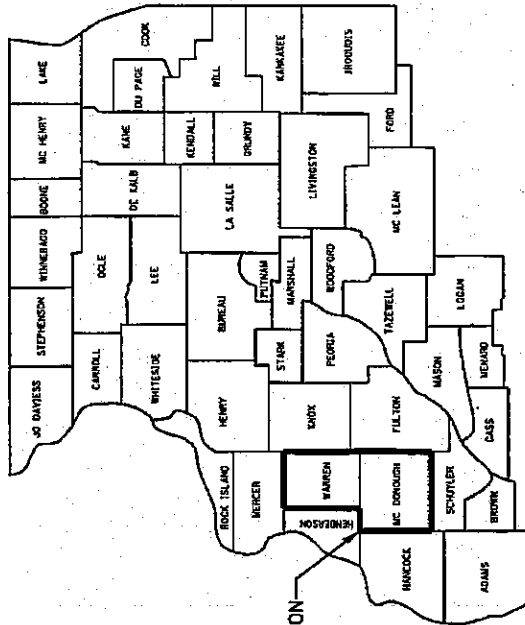 LAKE
COOK
MC HENRY
DU PAGE
WILL
KANKAKEE
IROQUOIS
BOONE
KANE
KENDALL
GRUNDY
FORD
WINNEBAGO
DE KALB
LA SALLE
LIVINGSTON
MC LEAN
STEPHENSON
OGLE
LEE
BUREAU
PUTNAM
MARSHALL
WOODFORD
LOGAN
JO DAVIESS
CARROLL
WHITESIDE
HENRY
STARK
PEORIA
TAZEWELL
MASON
MENARD
ROCK ISLAND
MERCER
KNOX
FULTON
CASS
WARREN
HENDERSON
MC DONOUGH
SCHUYLER
BROWN
HANCOCK
ADAMS
ON